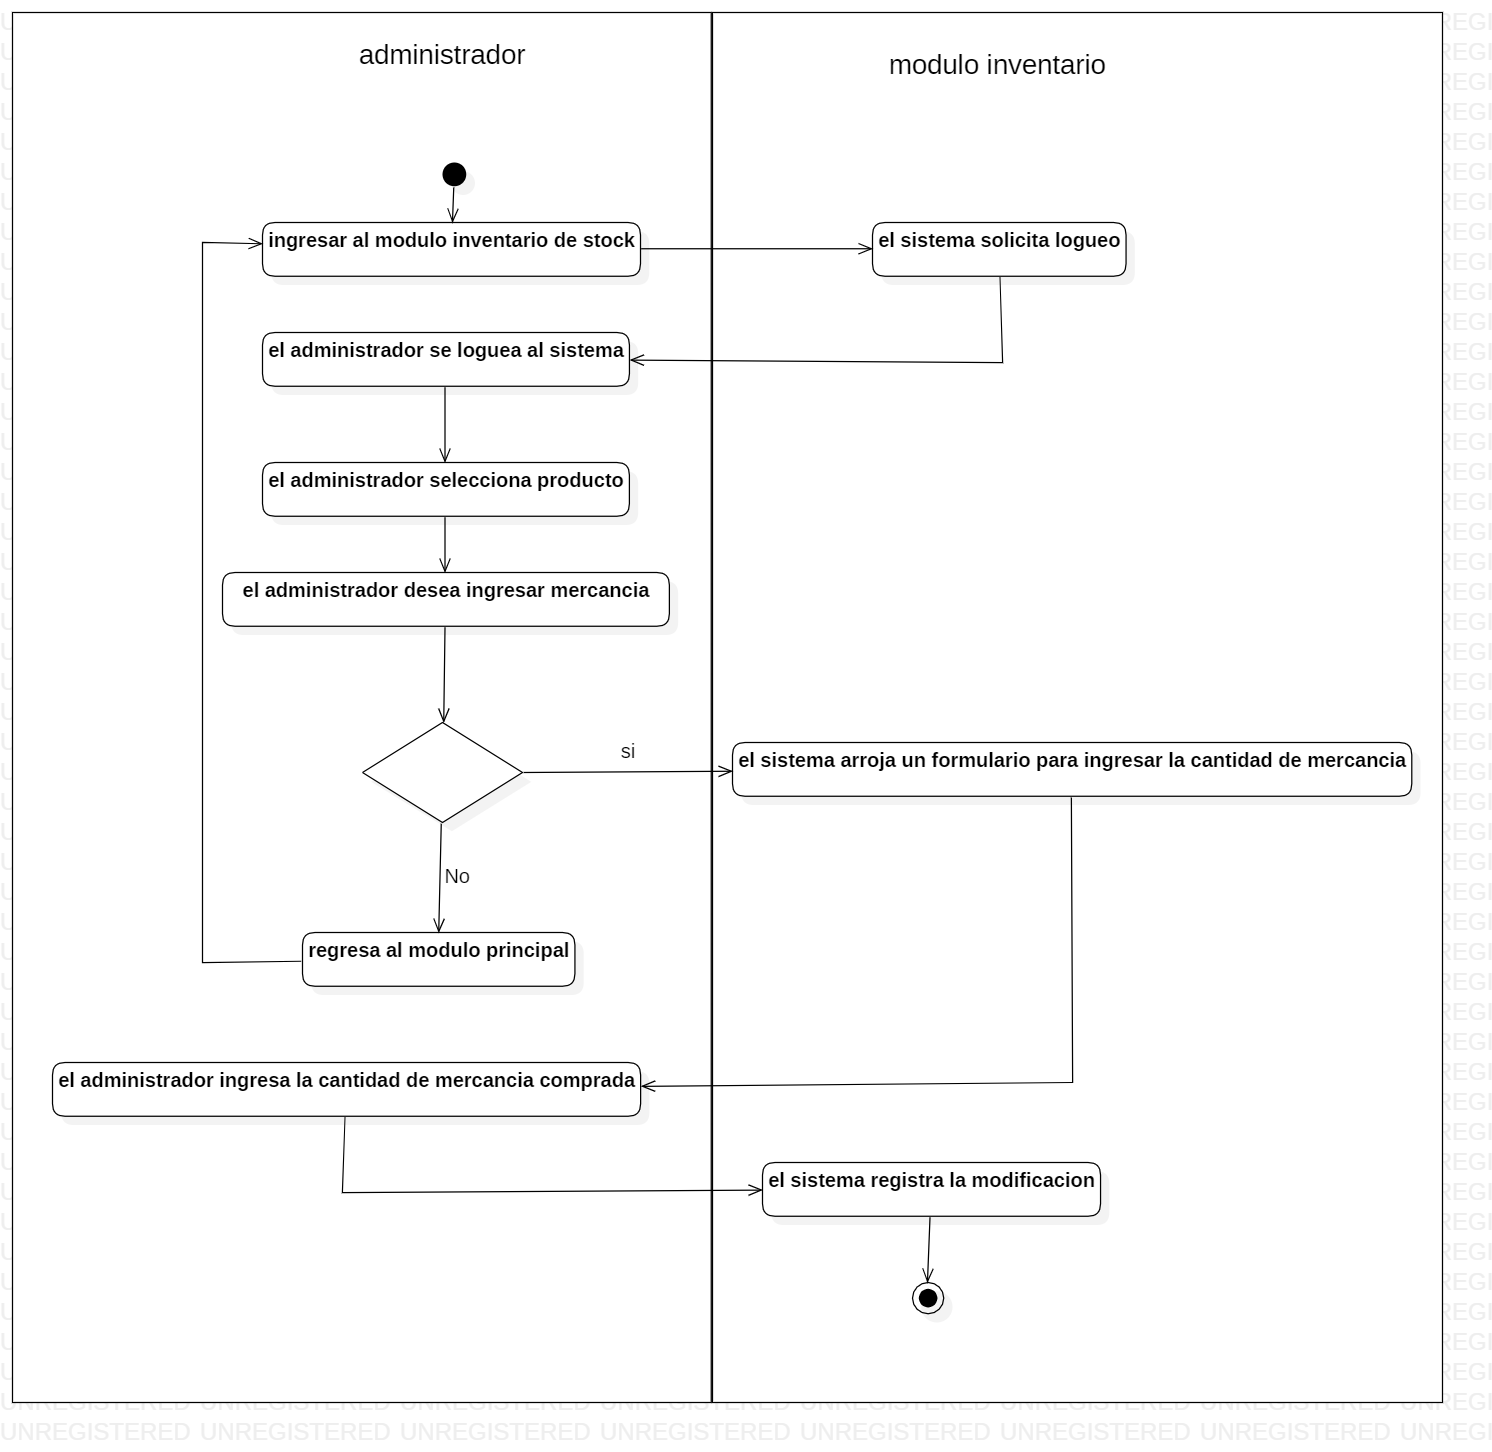 administrador
modulo inventario
ingresar al modulo inventario de stock
el sistema solicita logueo
el administrador se loguea al sistema
el administrador selecciona producto
el administrador desea ingresar mercancia
si
el sistema arroja un formulario para ingresar la cantidad de mercancia
No
regresa al modulo principal
el administrador ingresa la cantidad de mercancia comprada
el sistema registra la modificacion
UNREGISTERED UNREGISTERED UNREGISTERED UNREGISTERED UNREGISTERED UNREGISTERED UNREGISTERED UNREGI